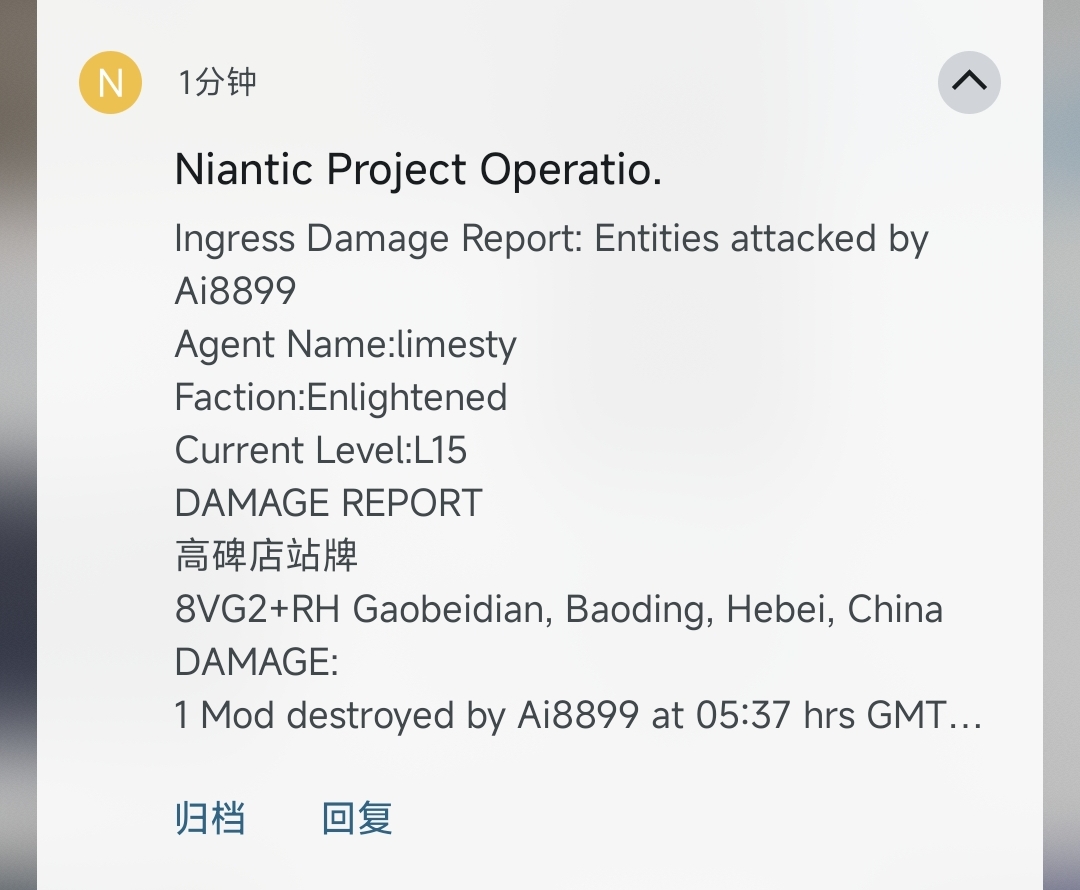 N 1分钟
Niantic Project Operatio.
Ingress Damage Report: Entities attacked by
Ai8899
Agent Name:limesty
Faction:Enlightened
Current Level:L15
DAMAGE REPORT
高碑店站牌
8VG2+RH Gaobeidian, Baoding, Hebei, China
DAMAGE:
1 Mod destroyed by Ai8899 at 05:37 hrs GMT…
归档 回复